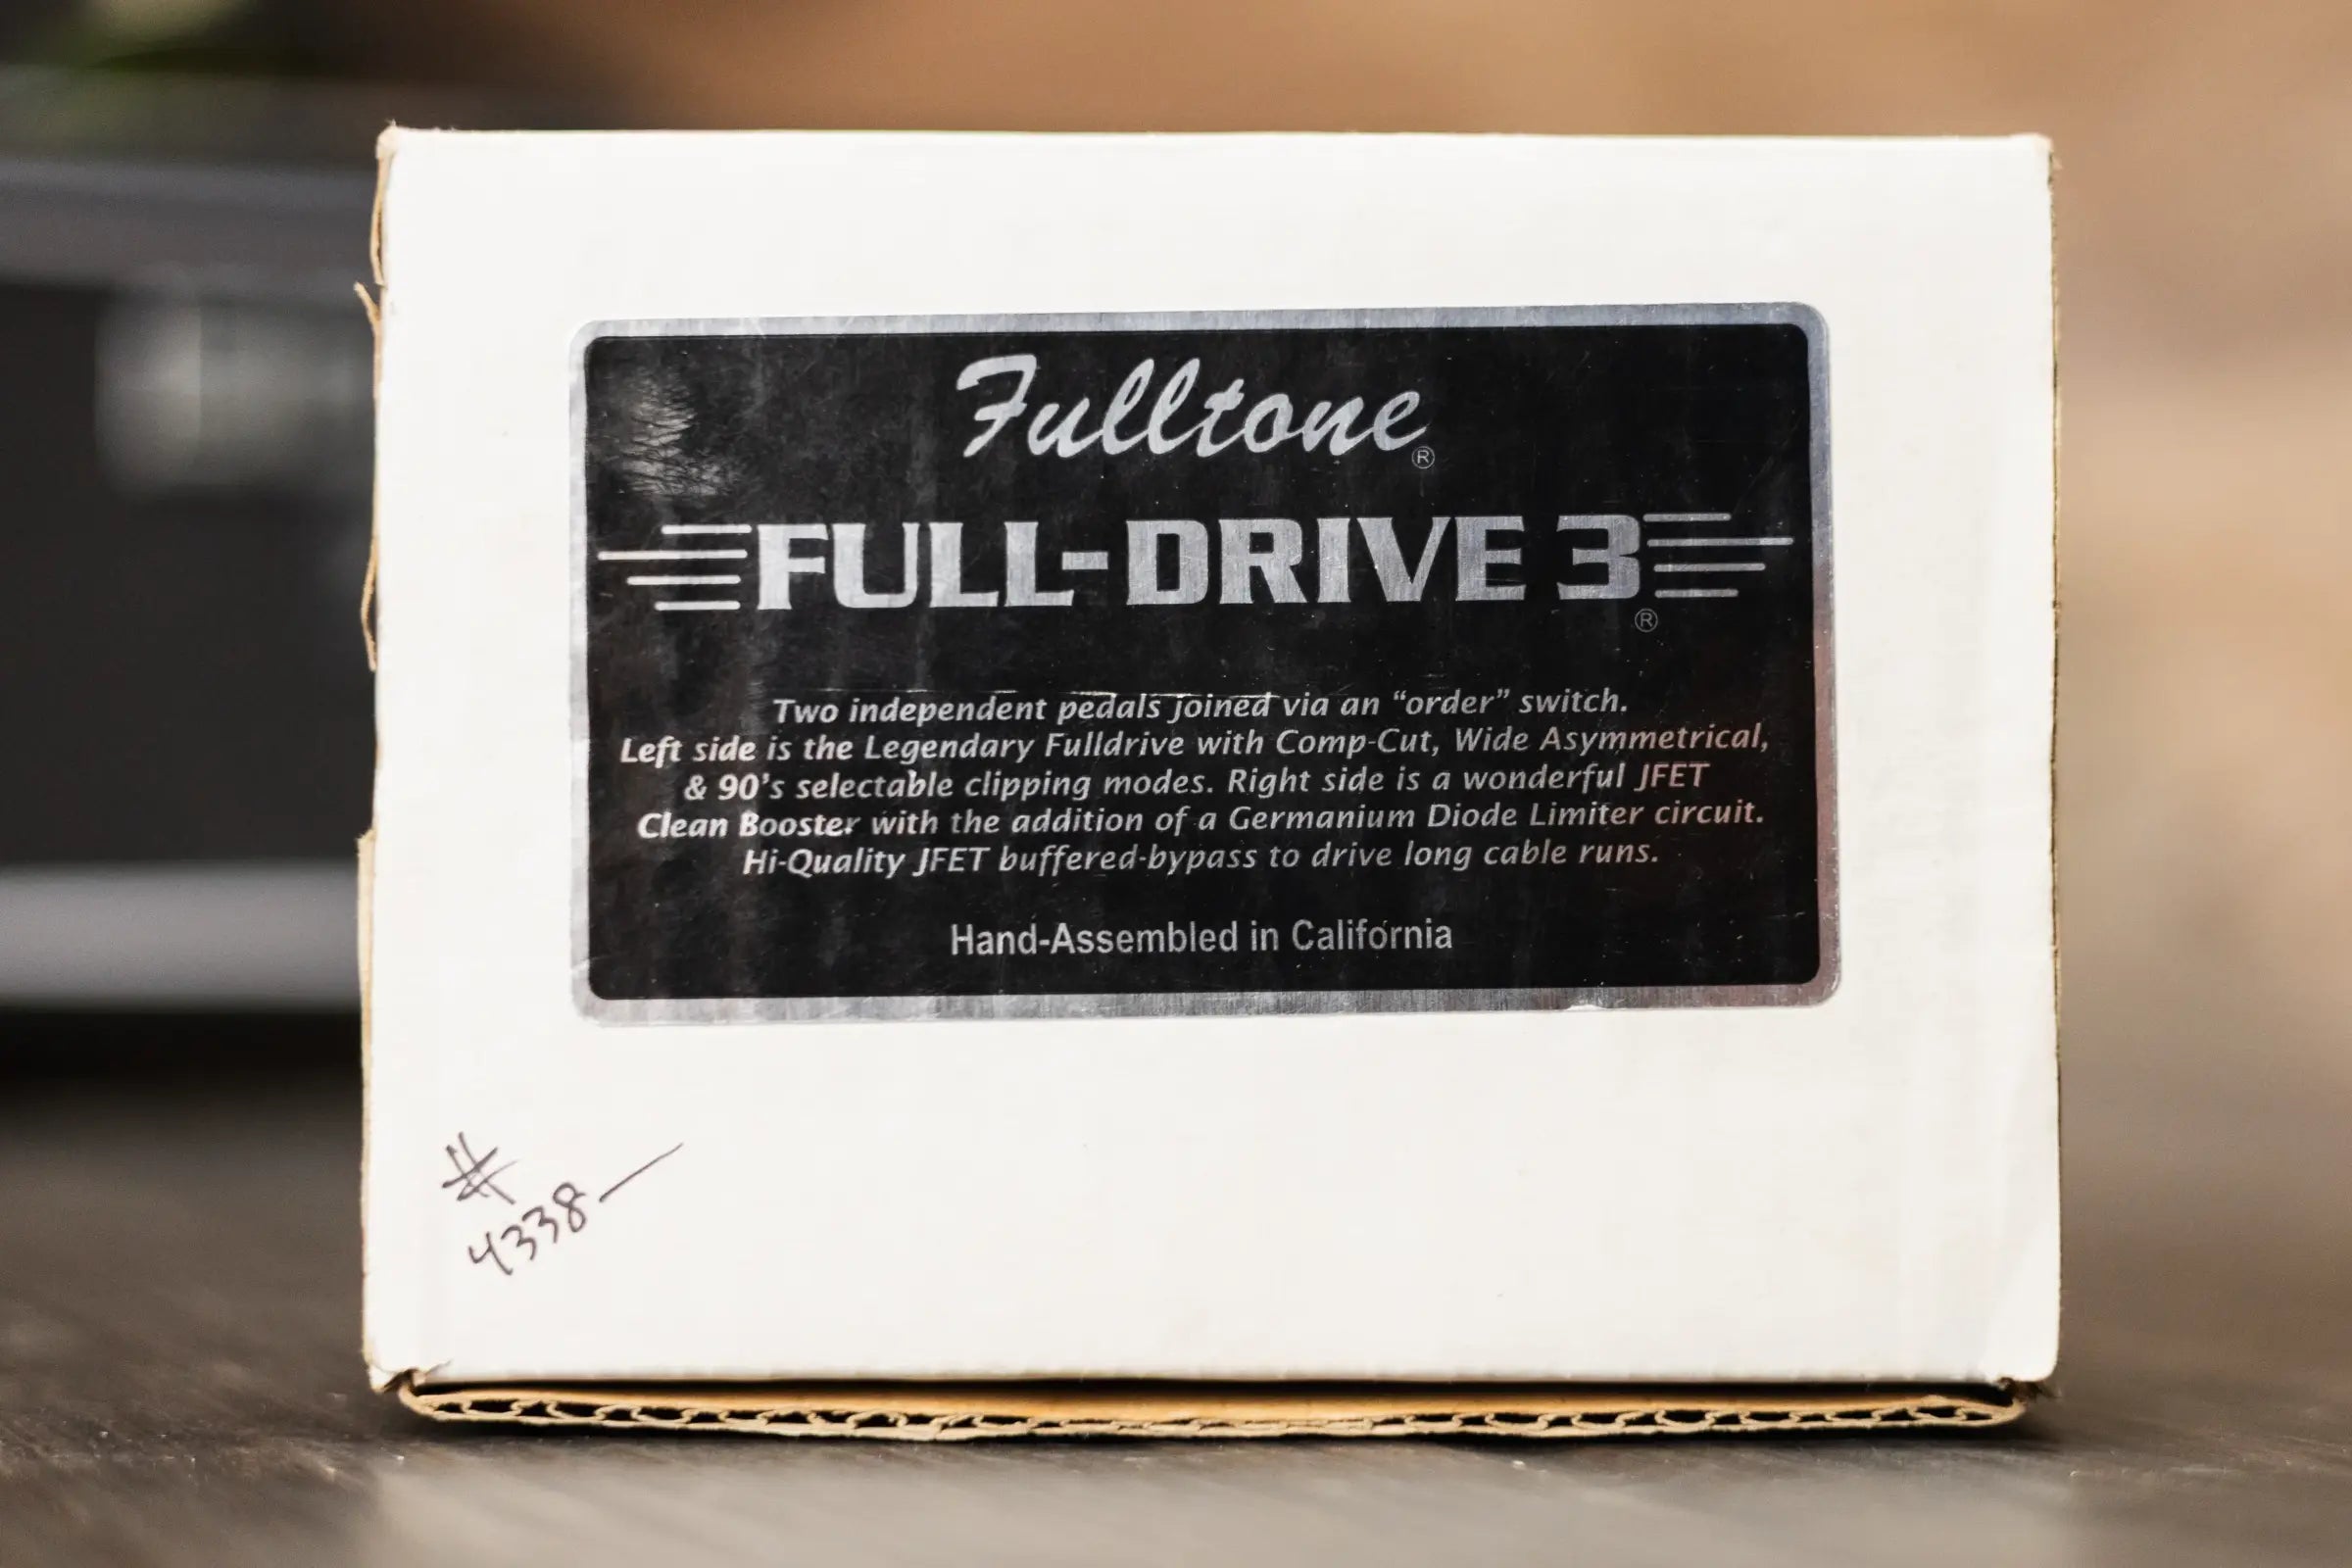 Fulltone®
FULL-DRIVE 3®
Two independent pedals joined via an “order” switch.
Left side is the Legendary Fulldrive with Comp-Cut, Wide Asymmetrical,
& 90's selectable clipping modes. Right side is a wonderful JFET
Clean Booster with the addition of a Germanium Diode Limiter circuit.
Hi-Quality JFET buffered-bypass to drive long cable runs.
Hand-Assembled in California
#
4338—